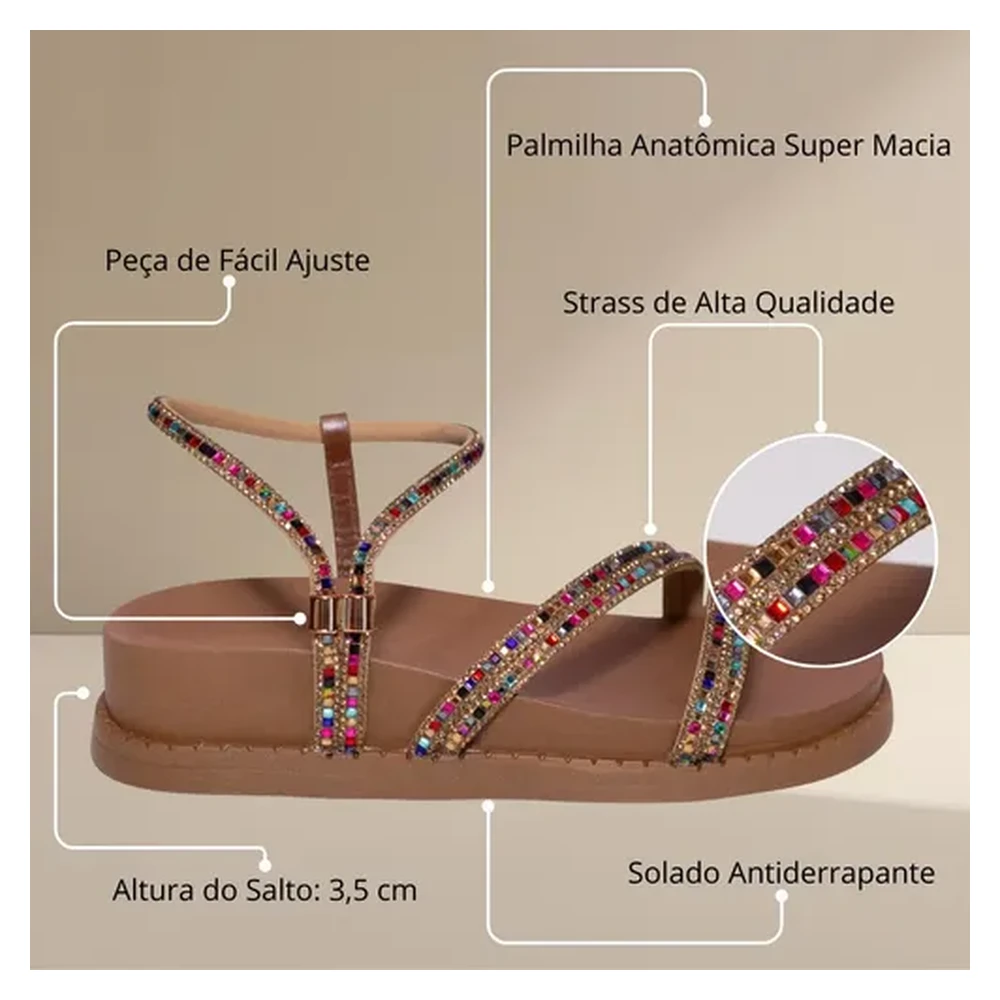 Palmilha Anatômica Super Macia
Peça de Fácil Ajuste
Strass de Alta Qualidade
Altura do Salto: 3,5 cm
Solado Antiderrapante